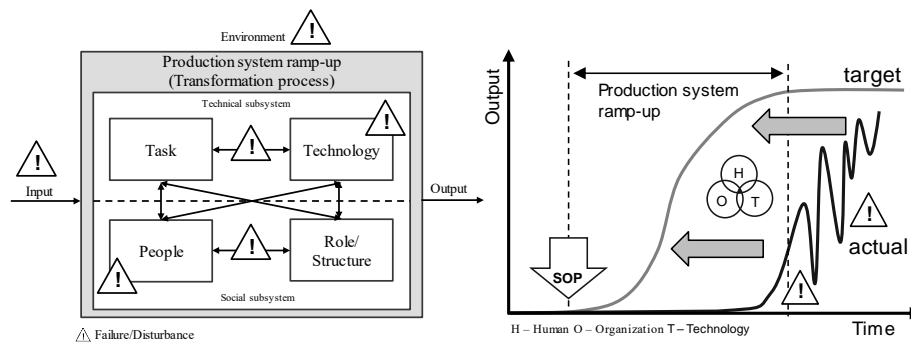 Environment
!
Production system ramp-up
(Transformation process)
Technical subsystem
!
Task
!
Technology
!
Input
Output
People
!
Role/
Structure
!
Social subsystem
! Failure/Disturbance
Output
Production system
ramp-up
target
H
O
T
!
actual
!
SOP
Time
H – Human O – Organization T – Technology